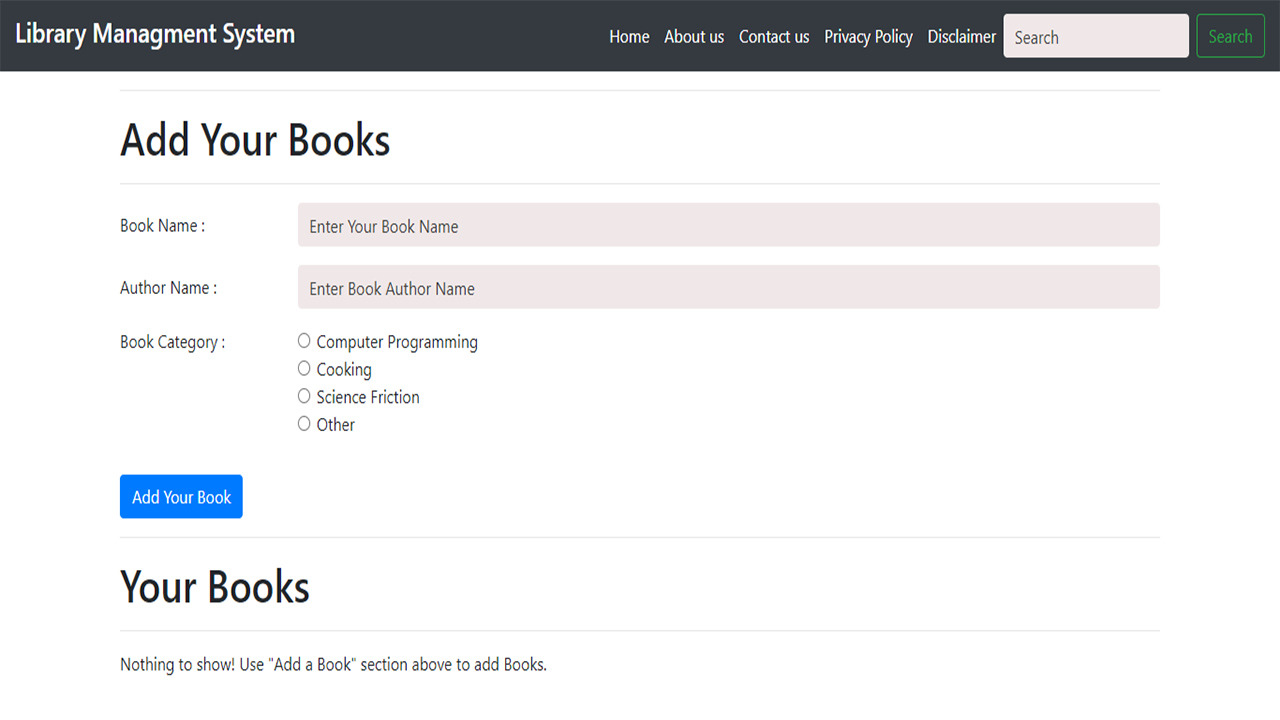 Library Managment System
Home About us Contact us Privacy Policy Disclaimer Search Search
Add Your Books
Book Name : Enter Your Book Name
Author Name : Enter Book Author Name
Book Category : Computer Programming
Cooking
Science Friction
Other
Add Your Book
Your Books
Nothing to show! Use "Add a Book" section above to add Books.